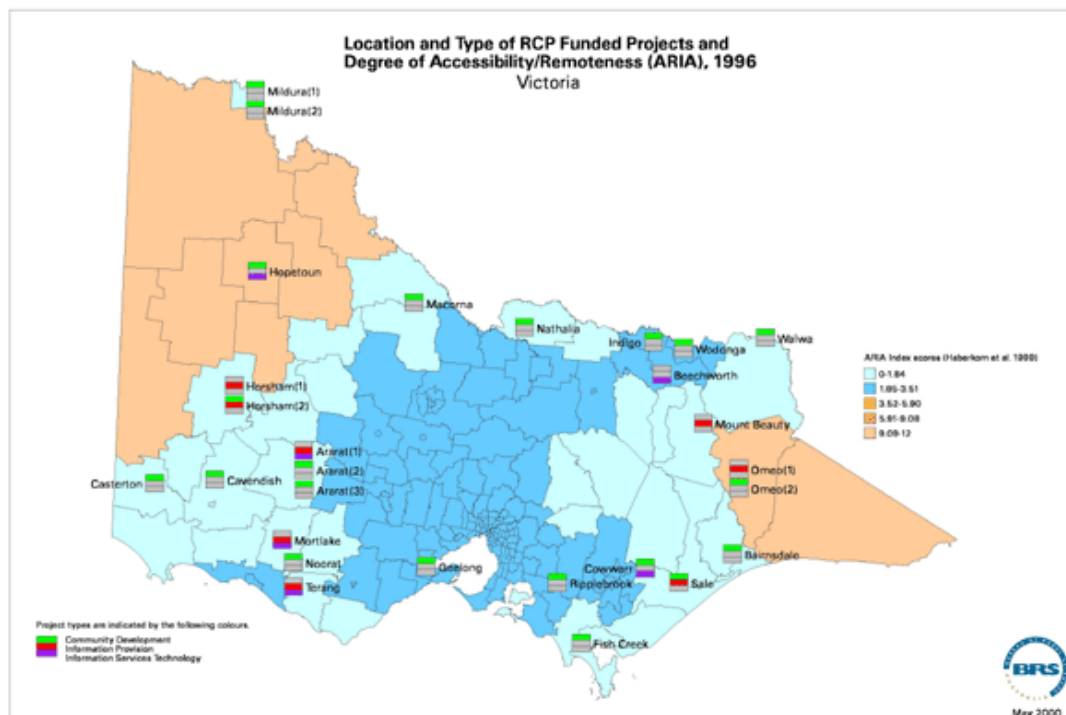 Location and Type of RCP Funded Projects and
Degree of Accessibility/Remoteness (ARIA), 1996
Victoria
Mildura(1)
Mildura(2)
Hopetoun
Macorna
Nathalia
Indigo
Wodonga
Walwa
Beechworth
ARIA Index scores (Haberkorn et al. 1999)
0-1.84
1.85-3.51
3.52-5.90
5.91-9.08
9.09-12
Horsham(1)
Horsham(2)
Mount Beauty
Ararat(1)
Ararat(2)
Ararat(3)
Omeo(1)
Omeo(2)
Casterton
Cavendish
Mortlake
Noorat
Terang
Geelong
Bairnsdale
Cowwarr
Ripplebrook
Sale
Fish Creek
Project types are indicated by the following colours.
Community Development
Information Provision
Information Services Technology
BRS
AUSTRALIA
May 2000